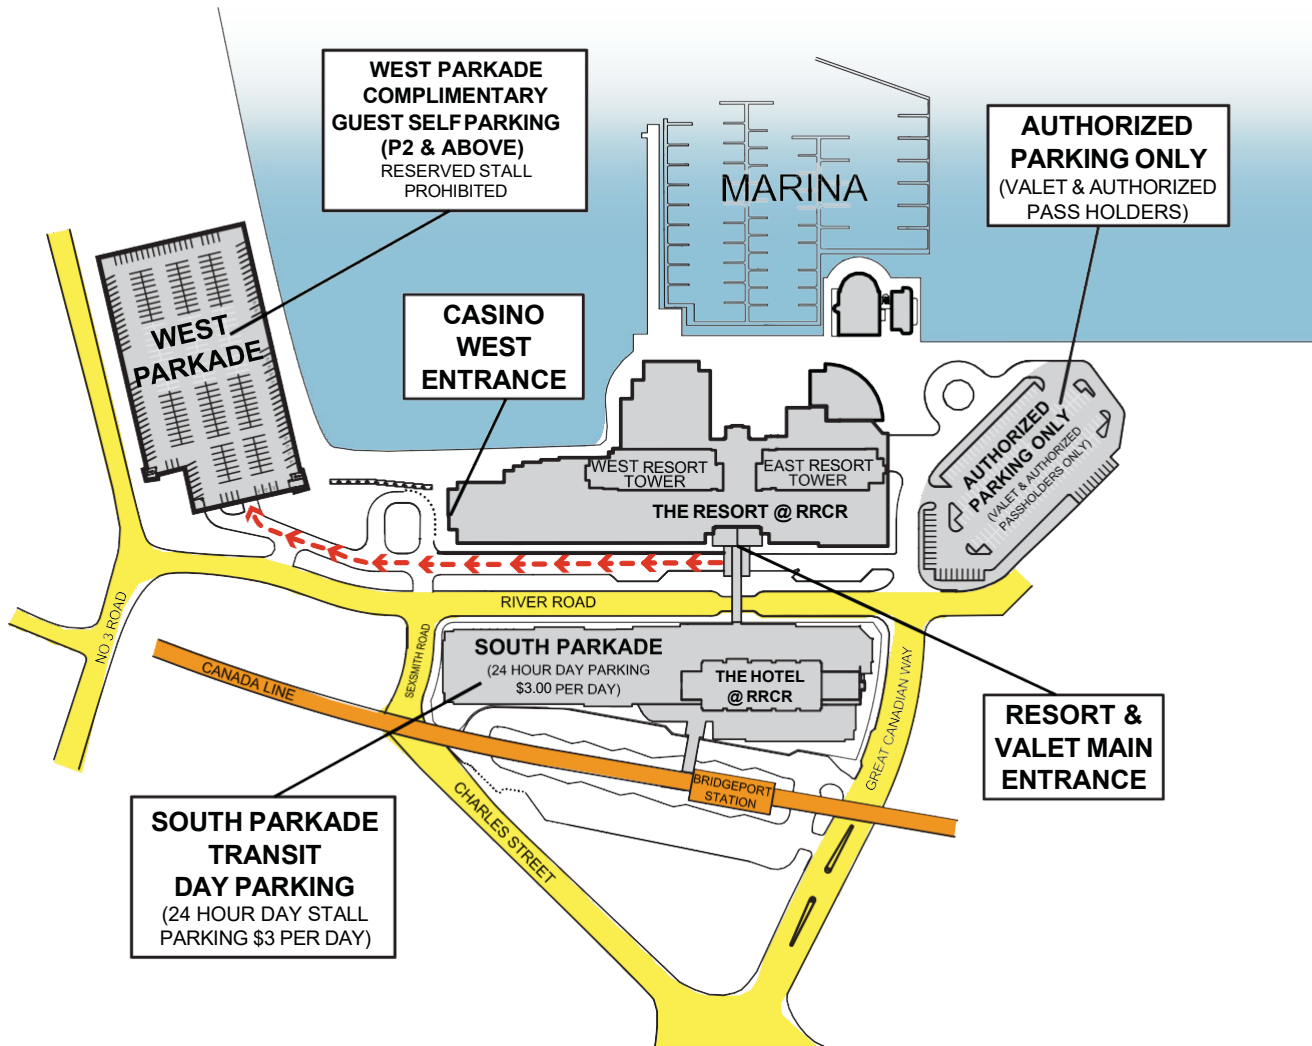 WEST PARKADE
COMPLIMENTARY
GUEST SELF PARKING
(P2 & ABOVE)
RESERVED STALL
PROHIBITED
MARINA
AUTHORIZED
PARKING ONLY
(VALET & AUTHORIZED
PASS HOLDERS)
WEST
PARKADE
CASINO
WEST
ENTRANCE
AUTHORIZED
PARKING ONLY
(VALET & AUTHORIZED
PASSHOLDERS ONLY)
WEST RESORT
TOWER
EAST RESORT
TOWER
THE RESORT @ RRCR
RIVER ROAD
NO 3 ROAD
SEXSMITH ROAD
SOUTH PARKADE
(24 HOUR DAY PARKING
$3.00 PER DAY)
THE HOTEL
@ RRCR
CANADA LINE
GREAT CANADIAN WAY
RESORT &
VALET MAIN
ENTRANCE
BRIDGEPORT
STATION
CHARLES STREET
SOUTH PARKADE
TRANSIT
DAY PARKING
(24 HOUR DAY STALL
PARKING $3 PER DAY)